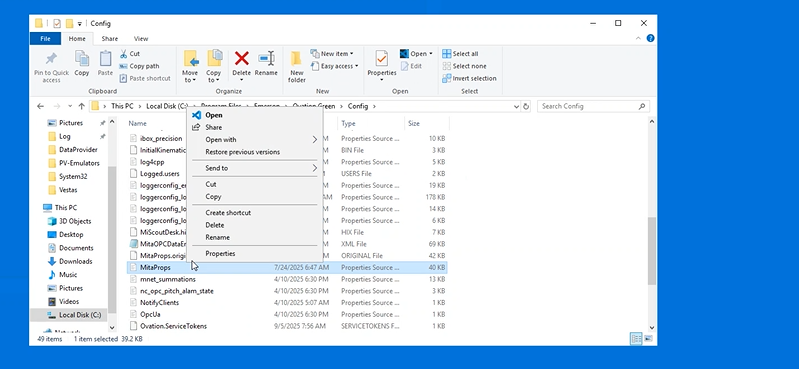 Config
File Home Share View
Pin to Quick access
Copy
Paste
Cut
Copy path
Paste shortcut
Move to
Copy to
Delete
Rename
New folder
New item
Easy access
Properties
Open
Edit
Select all
Select none
Invert selection
Clipboard Organize New Open Select
This PC Local Disk (C:) Program Files Emerson Ovation Green Config
Search Config
Name Type Size
Pictures
Log
DataProvider
PV-Emulators
System32
Vestas
This PC
3D Objects
Desktop
Documents
Downloads
Music
Pictures
Videos
Local Disk (C:)
ibox_precision M Properties Source ... 10 KB
InitialKinematic M BIN File 3 KB
log4cpp M Properties Source ... 5 KB
Logged.users M USERS File 2 KB
loggerconfig_en M Properties Source ... 19 KB
loggerconfig_lo AM Properties Source ... 178 KB
loggerconfig_lo M Properties Source ... 14 KB
loggerconfig_lo M Properties Source ... 6 KB
MiScoutDesk.hi M HIX File 7 KB
MitaOPCDataEn M XML File 69 KB
MitaProps.origi M ORIGINAL File 42 KB
MitaProps 7/24/2025 6:47 AM Properties Source ... 40 KB
mnet_summations 4/10/2025 6:30 PM Properties Source ... 13 KB
nc_opc_pitch_alam_state 4/10/2025 6:30 PM Properties Source ... 3 KB
NotifyClients 4/10/2025 5:07 AM Properties Source ... 1 KB
OpcUa 4/10/2025 6:30 PM Properties Source ... 1 KB
Ovation.ServiceTokens 9/5/2025 7:56 AM SERVICETOKENS F... 1 KB
Open
Share
Open with
Restore previous versions
Send to
Cut
Copy
Create shortcut
Delete
Rename
Properties
49 items 1 item selected 39.2 KB